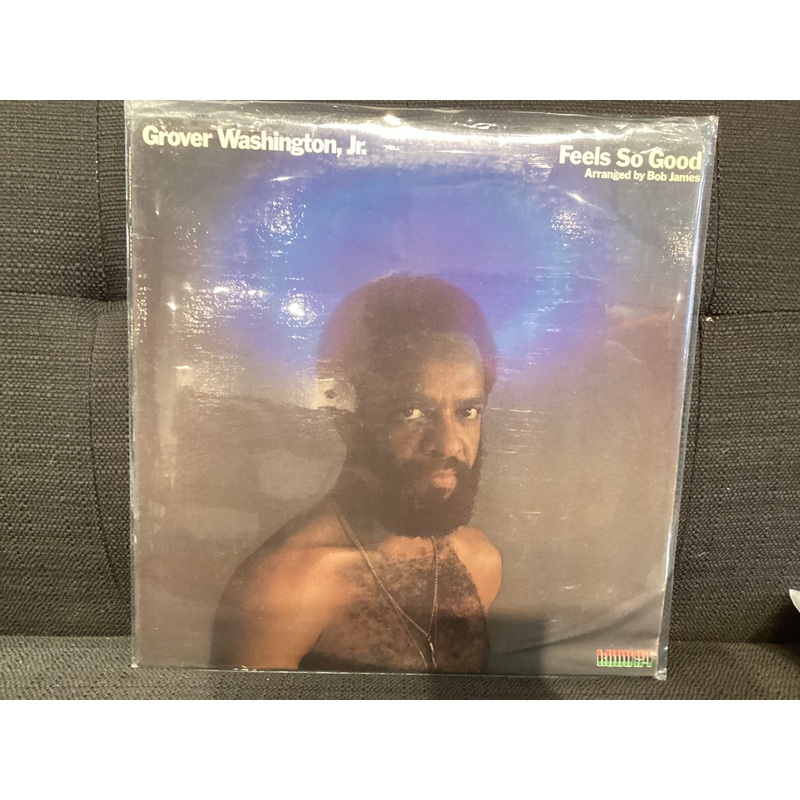 Grover Washington, Jr.
Feels So Good
Arranged by Bob James